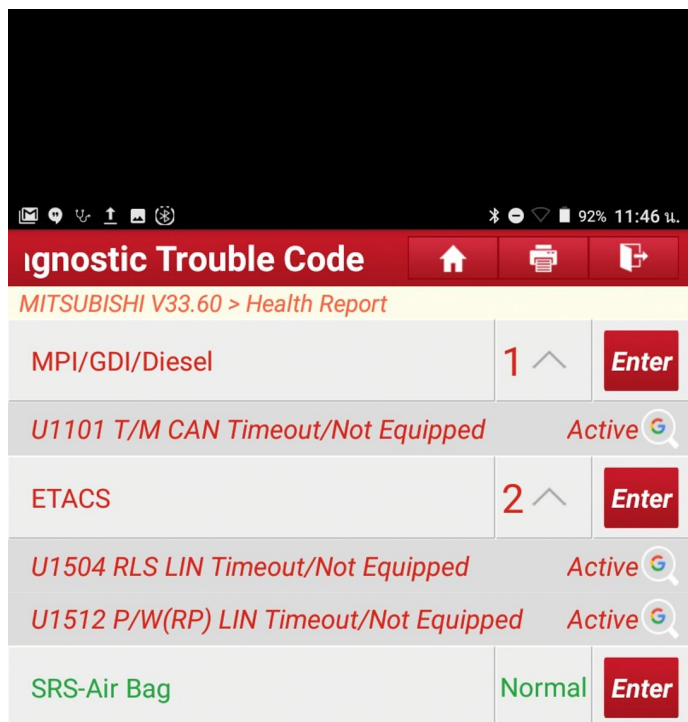 92% 11:46 น.
agnostic Trouble Code
MITSUBISHI V33.60 > Health Report
MPI/GDI/Diesel 1 Enter
U1101 T/M CAN Timeout/Not Equipped Active G
ETACS 2 Enter
U1504 RLS LIN Timeout/Not Equipped Active G
U1512 P/W(RP) LIN Timeout/Not Equipped Active G
SRS-Air Bag Normal Enter